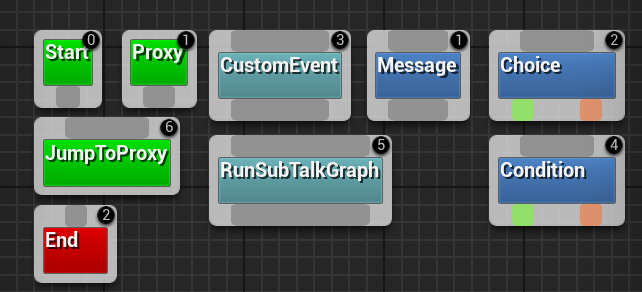 0
Start
1
Proxy
3
CustomEvent
1
Message
2
Choice
6
JumpToProxy
5
RunSubTalkGraph
4
Condition
2
End